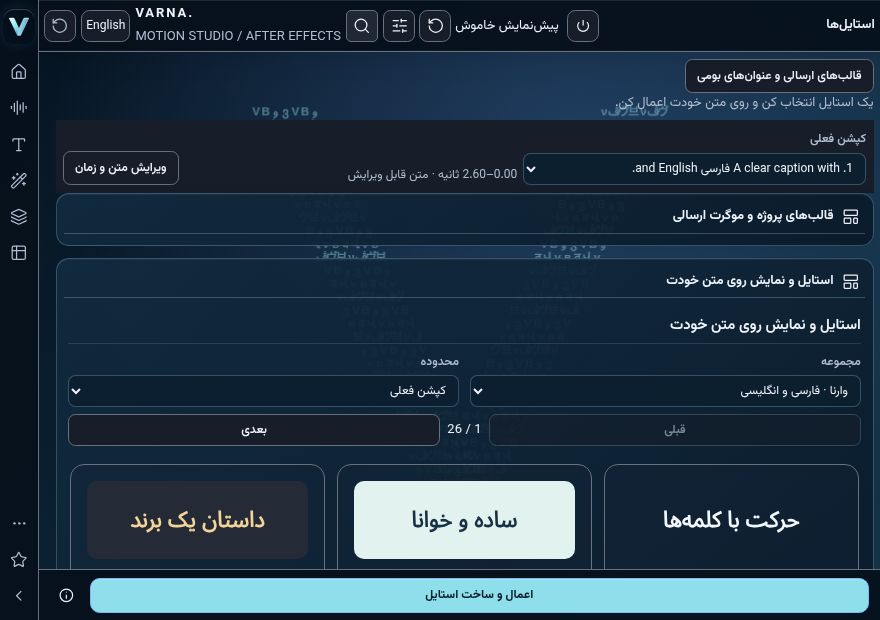 VARNA.
MOTION STUDIO / AFTER EFFECTS
English
پیش‌نمایش خاموش
استایل‌ها
قالب‌های ارسالی و عنوان‌های بومی
یک استایل انتخاب کن و روی متن خودت اعمال کن.
کپشن فعلی
1. A clear caption with فارسی and English.
0.00–2.60 ثانیه · متن قابل ویرایش
ویرایش متن و زمان
قالب‌های پروژه و موگرت ارسالی
استایل و نمایش روی متن خودت
استایل و نمایش روی متن خودت
مجموعه
محدوده
وارنا · فارسی و انگلیسی
کپشن فعلی
قبلی
1 / 26
بعدی
حرکت با کلمه‌ها
ساده و خوانا
داستان یک برند
اعمال و ساخت استایل